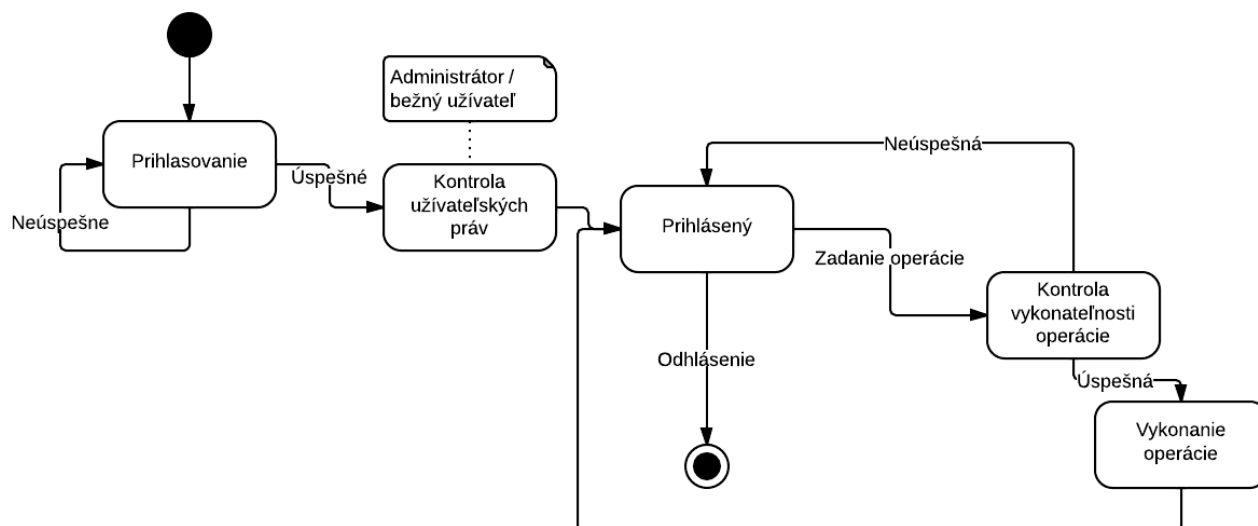 Administrátor /
bežný užívateľ
Prihlasovanie
Úspešné
Neúspešne
Kontrola
užívateľských
práv
Neúspešná
Prihlásený
Zadanie operácie
Kontrola
vykonateľnosti
operácie
Odhlásenie
Úspešná
Vykonanie
operácie